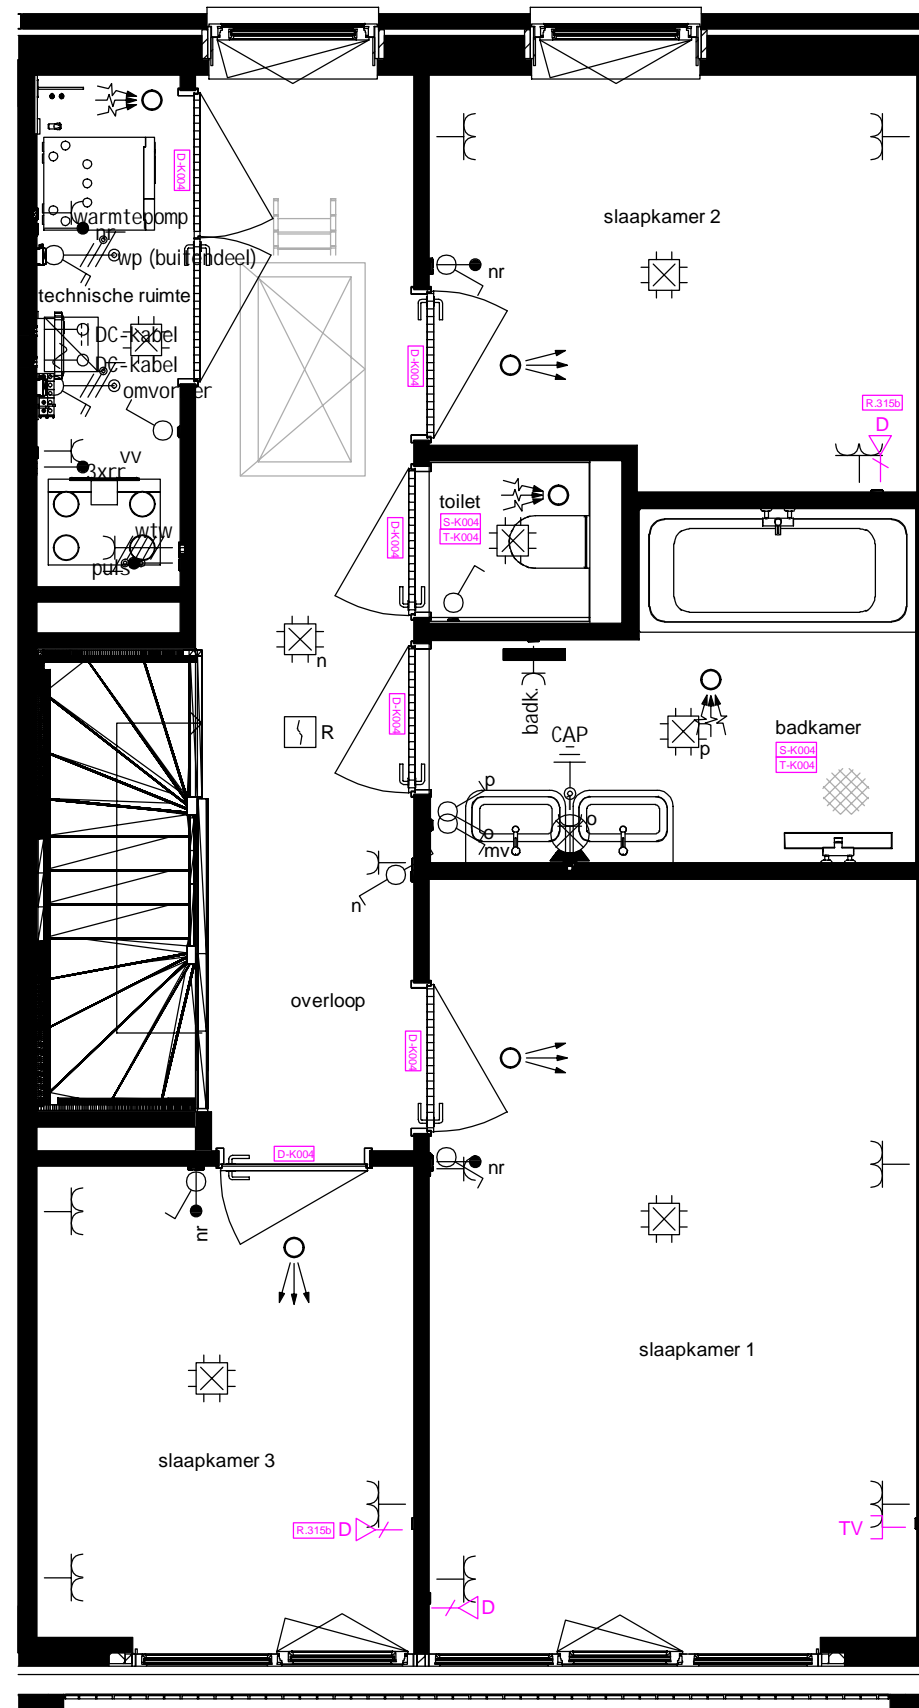 D-K004
slaapkamer 2
warmtepomp
nr
wp (buitendeel)
nr
technische ruimte
DC-kabel
D-K004
DC-kabel
omvormer
R.315b
D
vv
3xrr
toilet
S-K004
T-K004
D-K004
wtw
puls
n
badk.
D-K004
R
CAP
badkamer
p
S-K004
T-K004
p
o
o
mv
n
overloop
D-K004
D-K004
nr
nr
slaapkamer 1
slaapkamer 3
R.315b D
TV
D